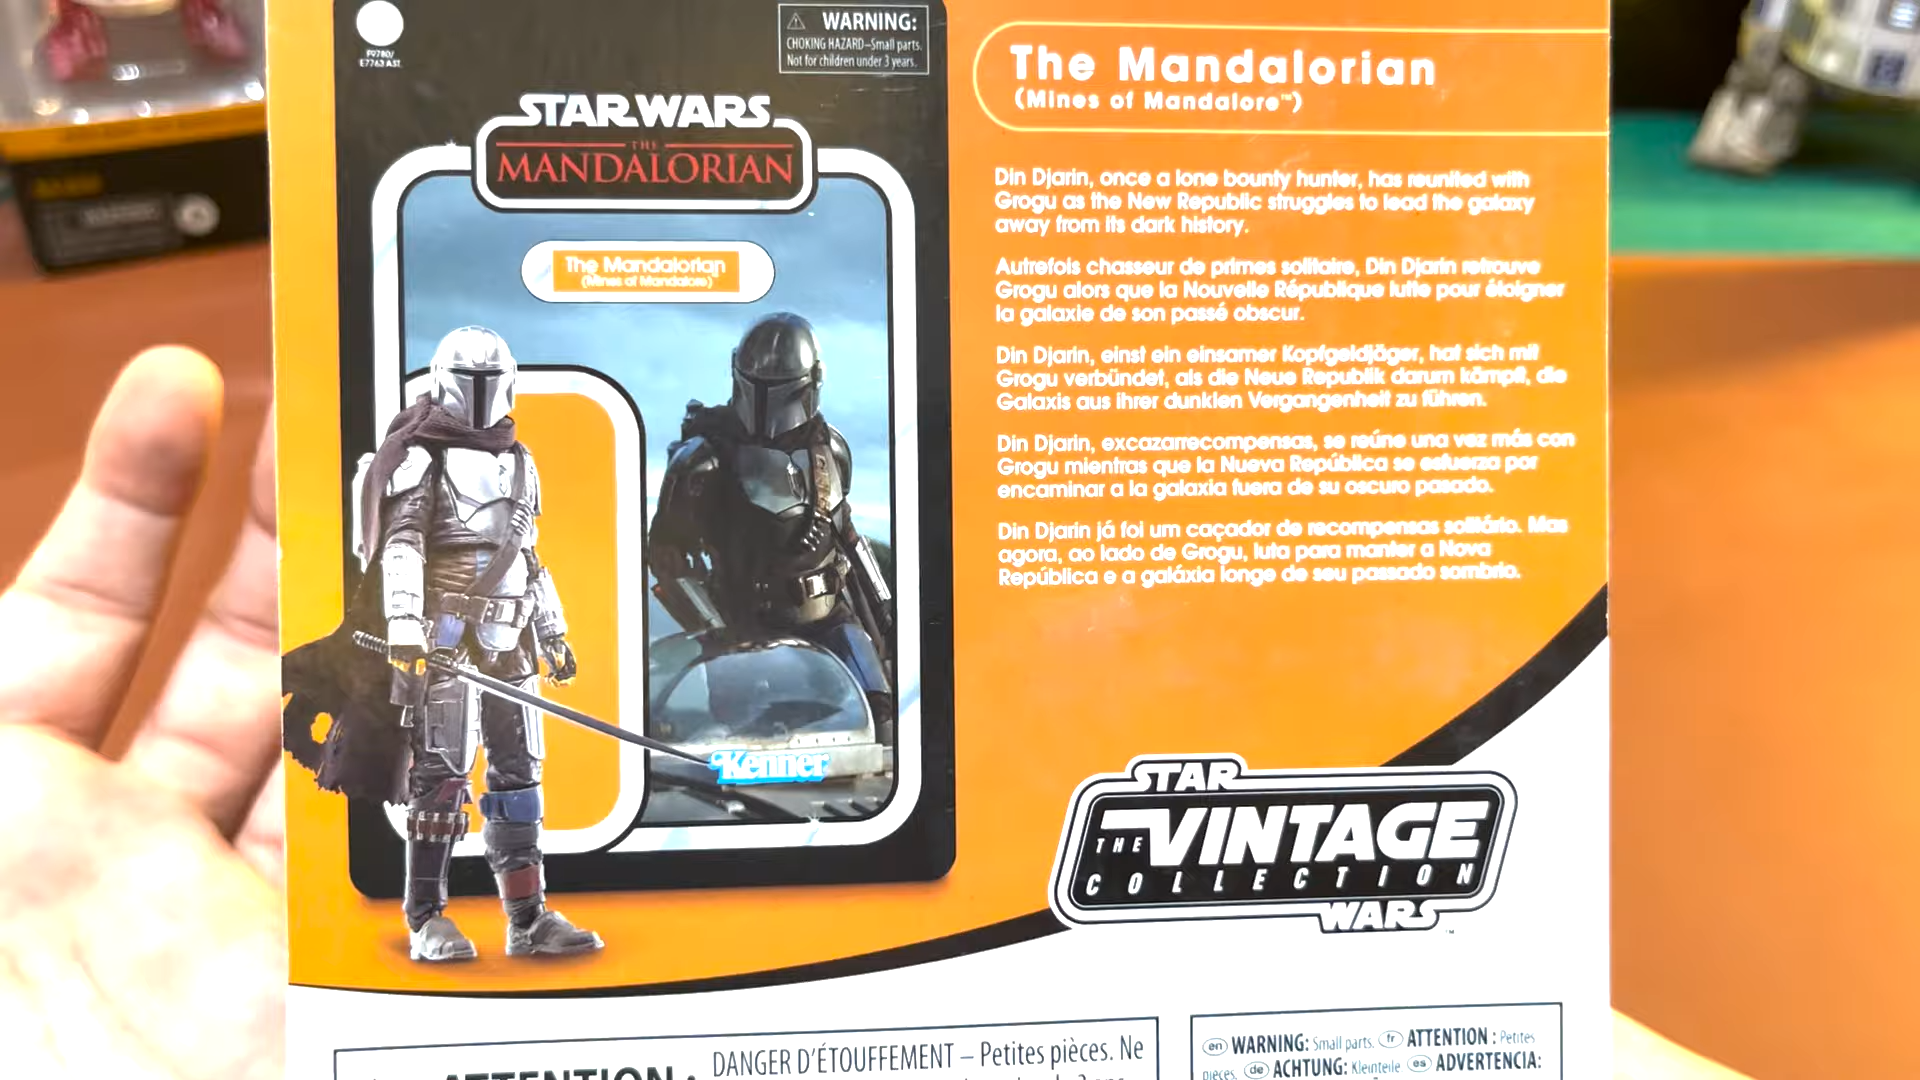 F9780/
E7763 AST.
WARNING:
CHOKING HAZARD–Small parts.
Not for children under 3 years.
STAR WARS
THE
MANDALORIAN
The Mandalorian
(Mines of Mandalore)
Kenner
The Mandalorian
(Mines of Mandalore™)
Din Djarin, once a lone bounty hunter, has reunited with
Grogu as the New Republic struggles to lead the galaxy
away from its dark history.
Autrefois chasseur de primes solitaire, Din Djarin retrouve
Grogu alors que la Nouvelle République lutte pour éloigner
la galaxie de son passé obscur.
Din Djarin, einst ein einsamer Kopfgeldjäger, hat sich mit
Grogu verbündet, als die Neue Republik darum kämpft, die
Galaxis aus ihrer dunklen Vergangenheit zu führen.
Din Djarin, excazarrecompensas, se reúne una vez más con
Grogu mientras que la Nueva República se esfuerza por
encaminar a la galaxia fuera de su oscuro pasado.
Din Djarin já foi um caçador de recompensas solitário. Mas
agora, ao lado de Grogu, luta para manter a Nova
República e a galáxia longe de seu passado sombrio.
STAR
THE VINTAGE
COLLECTION
WARS™
ATTENTION :
DANGER D'ÉTOUFFEMENT – Petites pièces. Ne
en WARNING: Small parts. fr ATTENTION : Petites
pièces. de ACHTUNG: Kleinteile. es ADVERTENCIA: